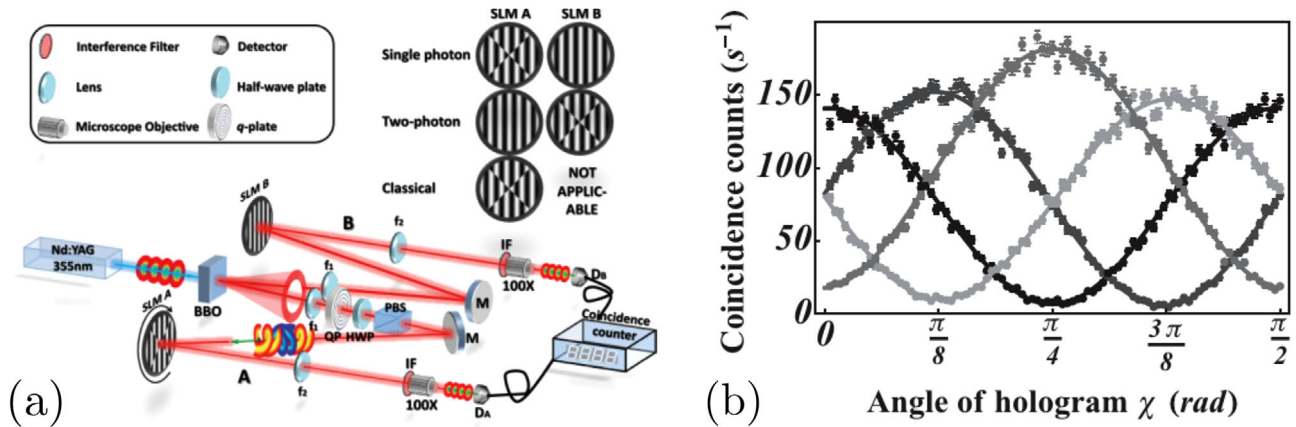 Interference Filter
Detector
Lens
Half-wave plate
Microscope Objective
q-plate
SLM A SLM B
Single photon
Two-photon
Classical
NOT
APPLIC-
ABLE
SLM B
B
f₂
IF
100X
D_B
Nd:YAG
355nm
SLM A
BBO
f₁
f₁
QP
HWP
PBS
M
M
Coincidence
counter
A
f₂
IF
100X
D_A
(a)
Coincidence counts (s⁻¹)
150
100
50
0
0 π/8 π/4 3π/8 π/2
Angle of hologram χ (rad)
(b)